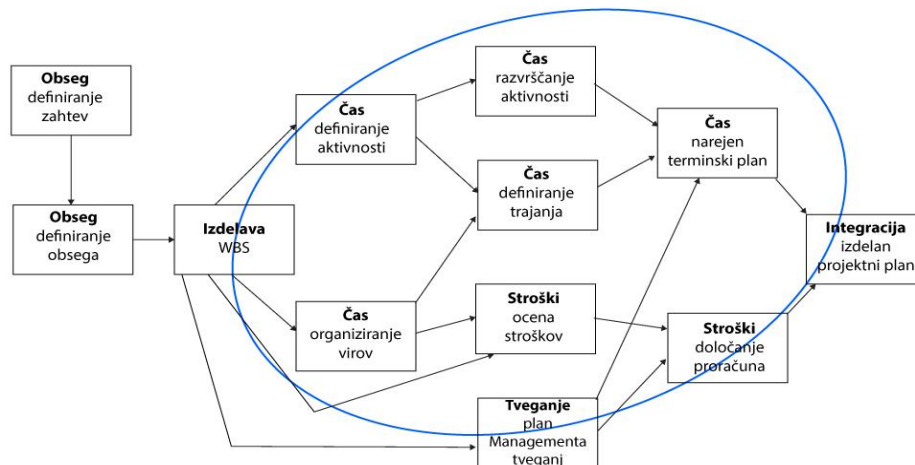 Obseg
definiranje
zahtev
Obseg
definiranje
obsega
Izdelava
WBS
Čas
definiranje
aktivnosti
Čas
organiziranje
virov
Čas
razvrščanje
aktivnosti
Čas
definiranje
trajanja
Stroški
ocena
stroškov
Tveganje
plan
Managementa
tveganj
Čas
narejen
terminski plan
Stroški
določanje
proračuna
Integracija
izdelan
projektni plan